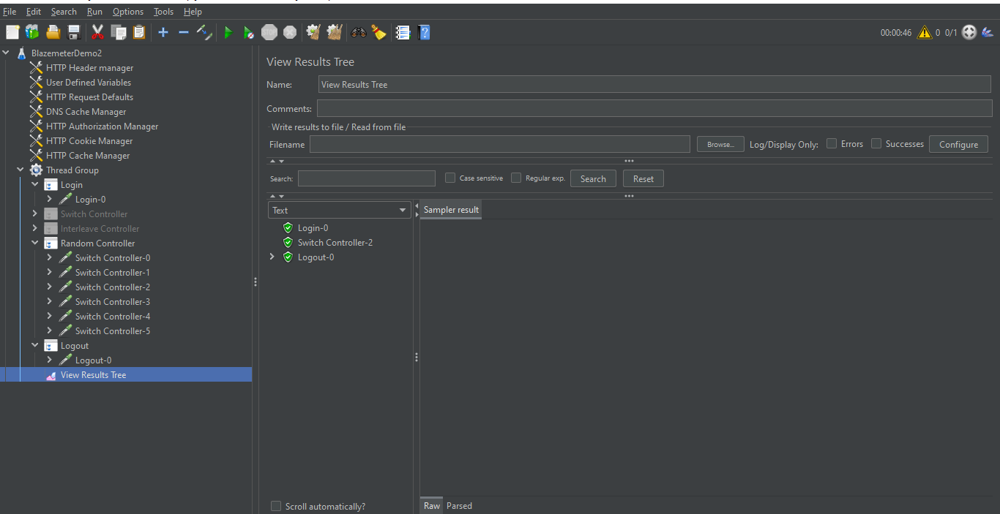 File Edit Search Run Options Tools Help
00:00:46 0 0/1
BlazemeterDemo2
HTTP Header manager
User Defined Variables
HTTP Request Defaults
DNS Cache Manager
HTTP Authorization Manager
HTTP Cookie Manager
HTTP Cache Manager
Thread Group
Login
Login-0
Switch Controller
Interleave Controller
Random Controller
Switch Controller-0
Switch Controller-1
Switch Controller-2
Switch Controller-3
Switch Controller-4
Switch Controller-5
Logout
Logout-0
View Results Tree
View Results Tree
Name: View Results Tree
Comments:
Write results to file / Read from file
Filename Browse... Log/Display Only: Errors Successes Configure
Search: Case sensitive Regular exp. Search Reset
Text
Login-0
Switch Controller-2
Logout-0
Scroll automatically?
Sampler result
Raw Parsed